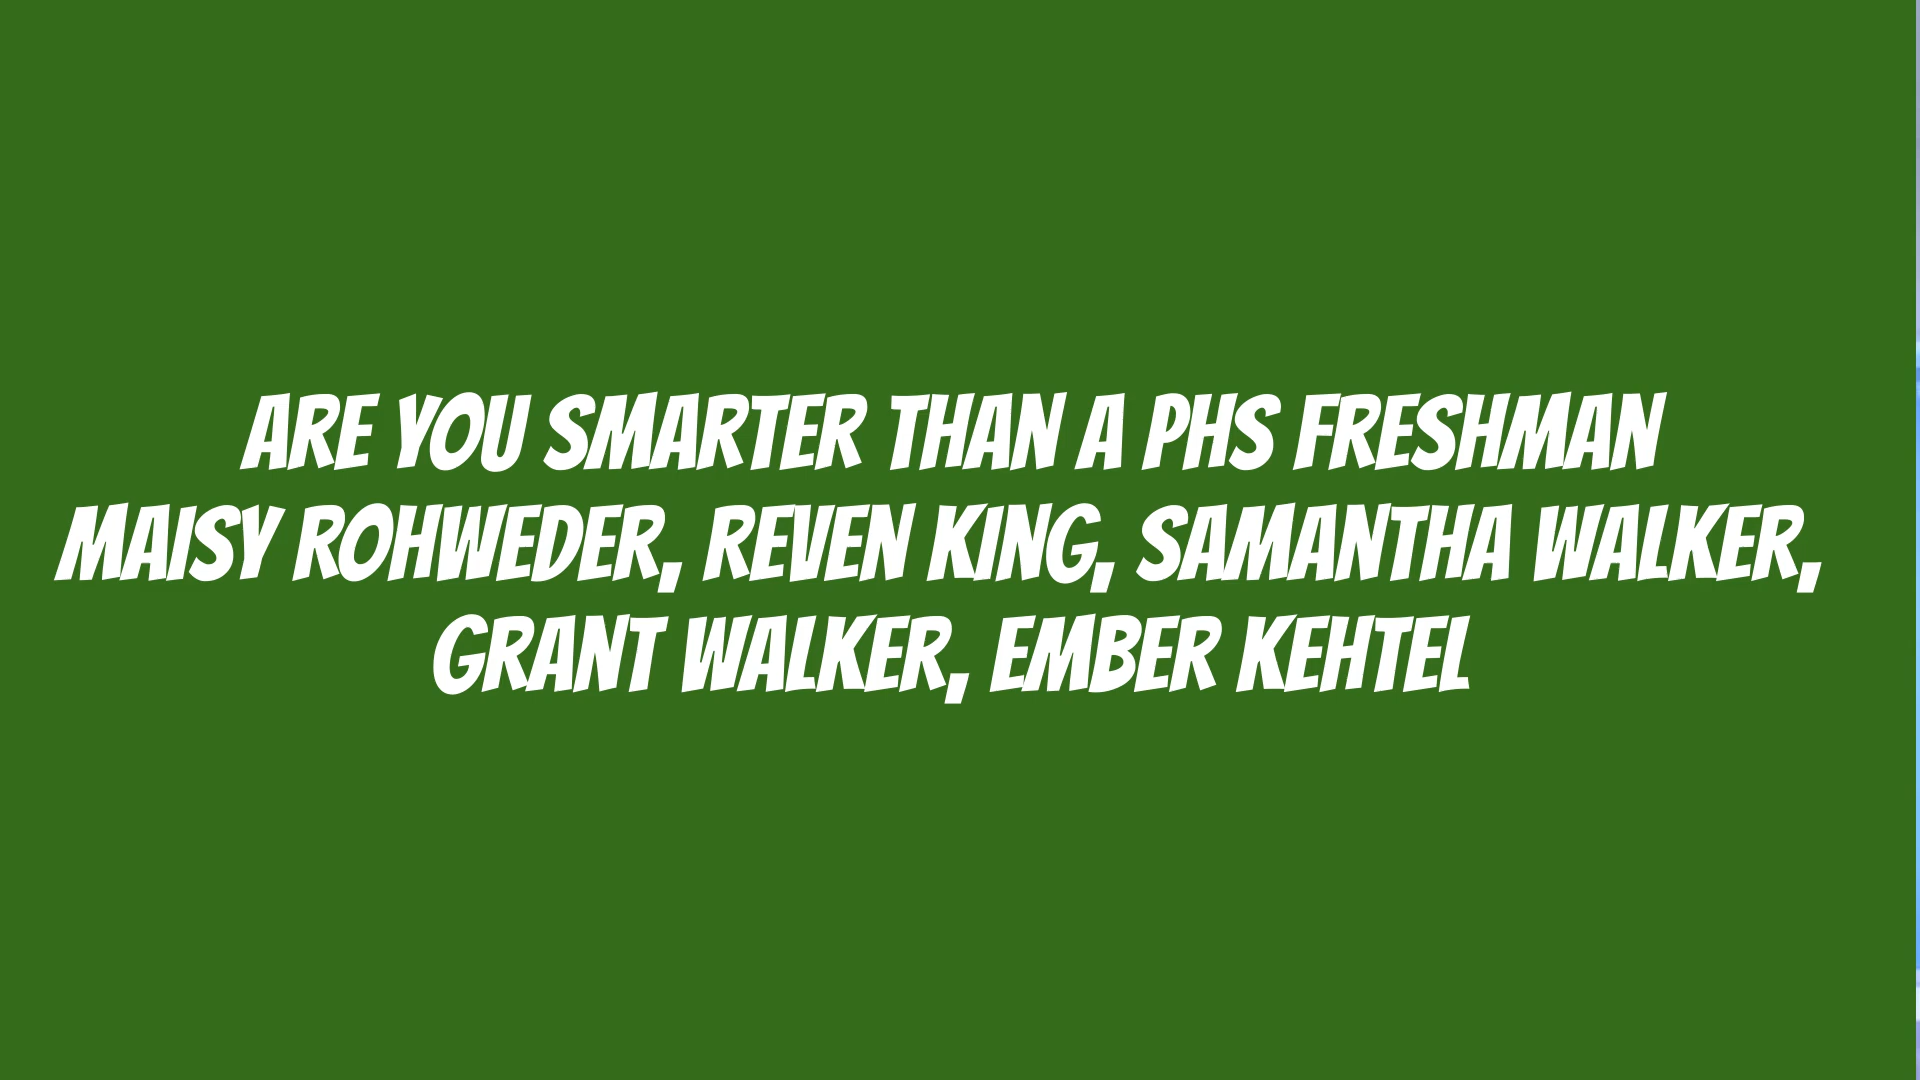 ARE YOU SMARTER THAN A PHS FRESHMAN
MAISY ROHWEDER, REVEN KING, SAMANTHA WALKER,
GRANT WALKER, EMBER KEHTEL